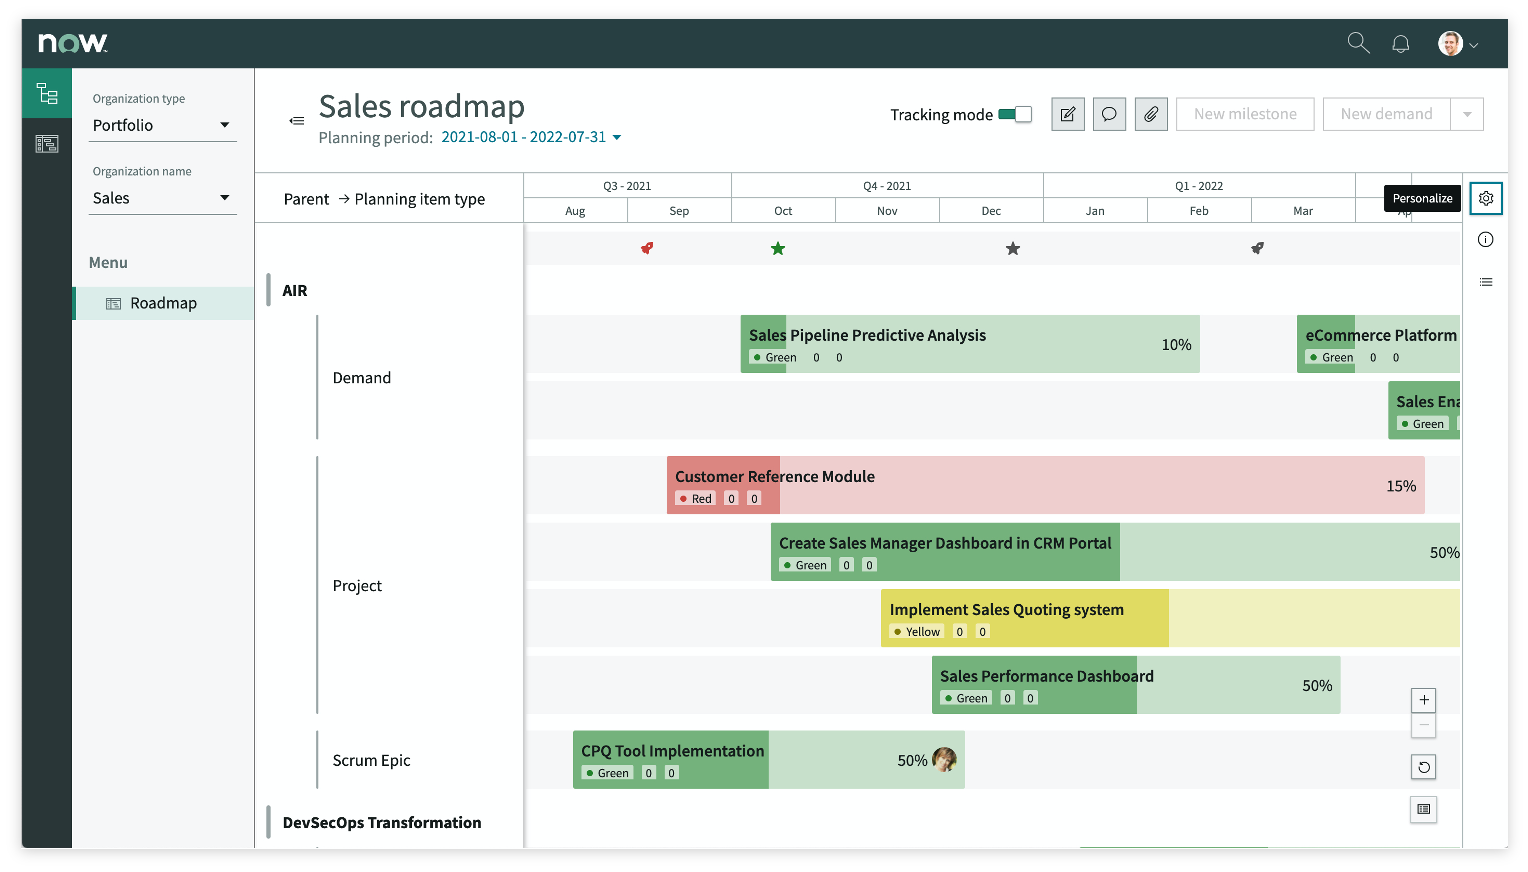 now
Organization type
Portfolio
Organization name
Sales
Menu
Roadmap
Sales roadmap
Planning period: 2021-08-01 - 2022-07-31
Tracking mode
New milestone
New demand
Parent → Planning item type
Q3 - 2021
Q4 - 2021
Q1 - 2022
Aug
Sep
Oct
Nov
Dec
Jan
Feb
Mar
Personalize
AIR
Demand
Sales Pipeline Predictive Analysis
Green 0 0
10%
eCommerce Platform
Green 0 0
Sales
Green
Project
Customer Reference Module
Red 0 0
15%
Create Sales Manager Dashboard in CRM Portal
Green 0 0
50%
Implement Sales Quoting system
Yellow 0 0
Sales Performance Dashboard
Green 0 0
50%
Scrum Epic
CPQ Tool Implementation
Green 0 0
50%
DevSecOps Transformation